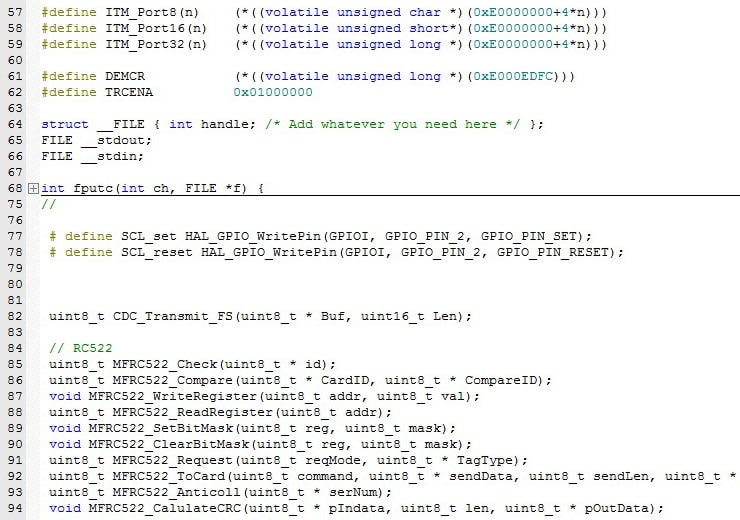 57 #define ITM_Port8(n)    (*((volatile unsigned char *)(0xE0000000+4*n)))
58 #define ITM_Port16(n)   (*((volatile unsigned short*)(0xE0000000+4*n)))
59 #define ITM_Port32(n)   (*((volatile unsigned long *)(0xE0000000+4*n)))
60
61 #define DEMCR           (*((volatile unsigned long *)(0xE000EDFC)))
62 #define TRCENA          0x01000000
63
64 struct __FILE { int handle; /* Add whatever you need here */ };
65 FILE __stdout;
66 FILE __stdin;
67
68 int fputc(int ch, FILE *f) {
75 //
76
77  # define SCL_set HAL_GPIO_WritePin(GPIOI, GPIO_PIN_2, GPIO_PIN_SET);
78  # define SCL_reset HAL_GPIO_WritePin(GPIOI, GPIO_PIN_2, GPIO_PIN_RESET);
79
80
81
82  uint8_t CDC_Transmit_FS(uint8_t * Buf, uint16_t Len);
83
84  // RC522
85  uint8_t MFRC522_Check(uint8_t * id);
86  uint8_t MFRC522_Compare(uint8_t * CardID, uint8_t * CompareID);
87  void MFRC522_WriteRegister(uint8_t addr, uint8_t val);
88  uint8_t MFRC522_ReadRegister(uint8_t addr);
89  void MFRC522_SetBitMask(uint8_t reg, uint8_t mask);
90  void MFRC522_ClearBitMask(uint8_t reg, uint8_t mask);
91  uint8_t MFRC522_Request(uint8_t reqMode, uint8_t * TagType);
92  uint8_t MFRC522_ToCard(uint8_t command, uint8_t * sendData, uint8_t sendLen, uint8_t *
93  uint8_t MFRC522_Anticoll(uint8_t * serNum);
94  void MFRC522_CalulateCRC(uint8_t * pIndata, uint8_t len, uint8_t * pOutData);